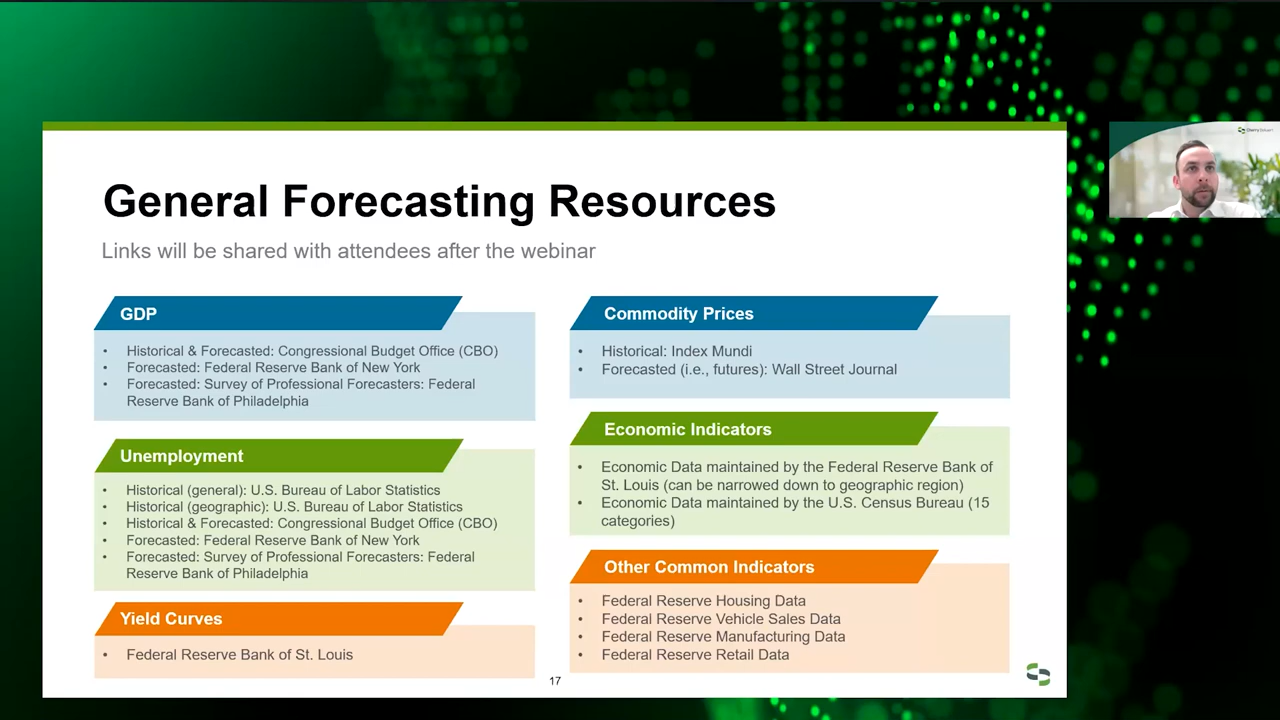 General Forecasting Resources
Links will be shared with attendees after the webinar
GDP
• Historical & Forecasted: Congressional Budget Office (CBO)
• Forecasted: Federal Reserve Bank of New York
• Forecasted: Survey of Professional Forecasters: Federal
Reserve Bank of Philadelphia
Unemployment
• Historical (general): U.S. Bureau of Labor Statistics
• Historical (geographic): U.S. Bureau of Labor Statistics
• Historical & Forecasted: Congressional Budget Office (CBO)
• Forecasted: Federal Reserve Bank of New York
• Forecasted: Survey of Professional Forecasters: Federal
Reserve Bank of Philadelphia
Yield Curves
• Federal Reserve Bank of St. Louis
Commodity Prices
• Historical: Index Mundi
• Forecasted (i.e., futures): Wall Street Journal
Economic Indicators
• Economic Data maintained by the Federal Reserve Bank of
St. Louis (can be narrowed down to geographic region)
• Economic Data maintained by the U.S. Census Bureau (15
categories)
Other Common Indicators
• Federal Reserve Housing Data
• Federal Reserve Vehicle Sales Data
• Federal Reserve Manufacturing Data
• Federal Reserve Retail Data
17